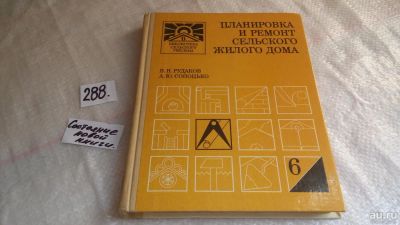 ПЛАНИРОВКА
И РЕМОНТ
СЕЛЬСКОГО
ЖИЛОГО ДОМА
В. В. РУДАКОВ
А. Ю. СОПОЦЬКО
6
288.
Состояние
новой
книги.
au.ru